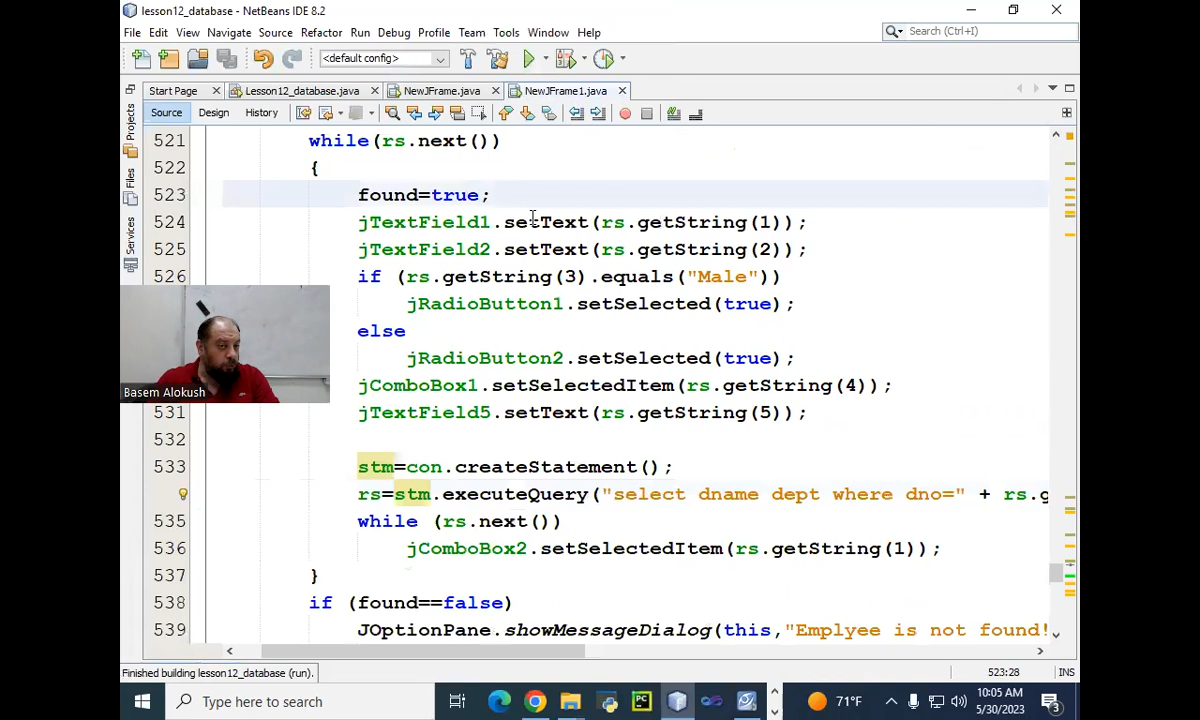 lesson12_database - NetBeans IDE 8.2
File Edit View Navigate Source Refactor Run Debug Profile Team Tools Window Help
Search (Ctrl+I)
<default config>
Start Page Lesson12_database.java NewJFrame.java NewJFrame1.java
Source Design History
Projects
Files
Services
521 while(rs.next())
522 {
523 found=true;
524 jTextField1.setText(rs.getString(1));
525 jTextField2.setText(rs.getString(2));
526 if (rs.getString(3).equals("Male"))
jRadioButton1.setSelected(true);
else
jRadioButton2.setSelected(true);
jComboBox1.setSelectedItem(rs.getString(4));
531 jTextField5.setText(rs.getString(5));
532
533 stm=con.createStatement();
rs=stm.executeQuery("select dname dept where dno=" + rs.g
535 while (rs.next())
536 jComboBox2.setSelectedItem(rs.getString(1));
537 }
538 if (found==false)
539 JOptionPane.showMessageDialog(this,"Emplyee is not found!
Basem Alokush
Finished building lesson12_database (run).
523:28 INS
Type here to search
PC
71°F
10:05 AM
5/30/2023
3